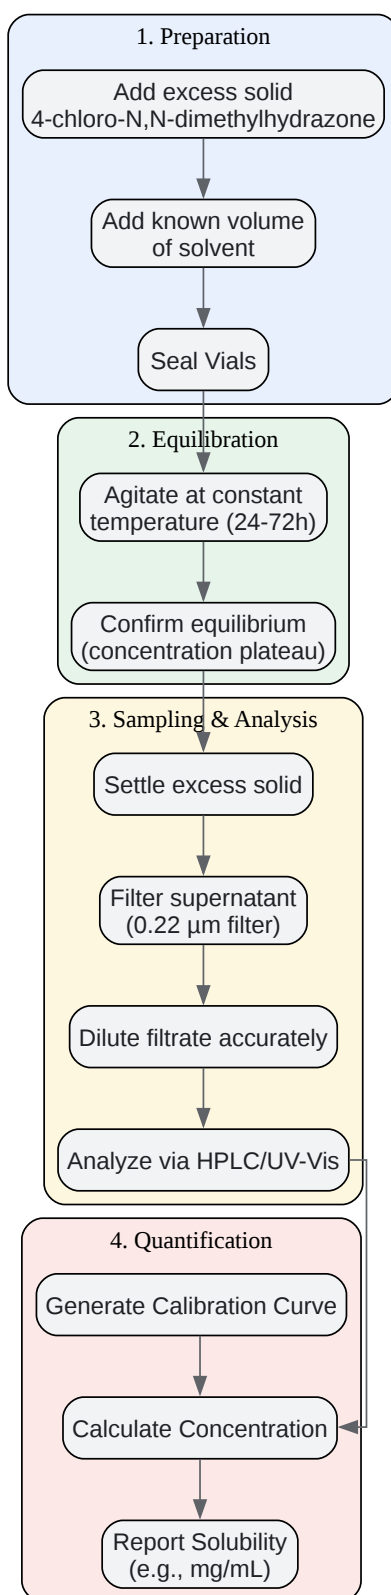 1. Preparation
Add excess solid
4-chloro-N,N-dimethylhydrazone
Add known volume
of solvent
Seal Vials
2. Equilibration
Agitate at constant
temperature (24-72h)
Confirm equilibrium
(concentration plateau)
3. Sampling & Analysis
Settle excess solid
Filter supernatant
(0.22 µm filter)
Dilute filtrate accurately
Analyze via HPLC/UV-Vis
4. Quantification
Generate Calibration Curve
Calculate Concentration
Report Solubility
(e.g., mg/mL)